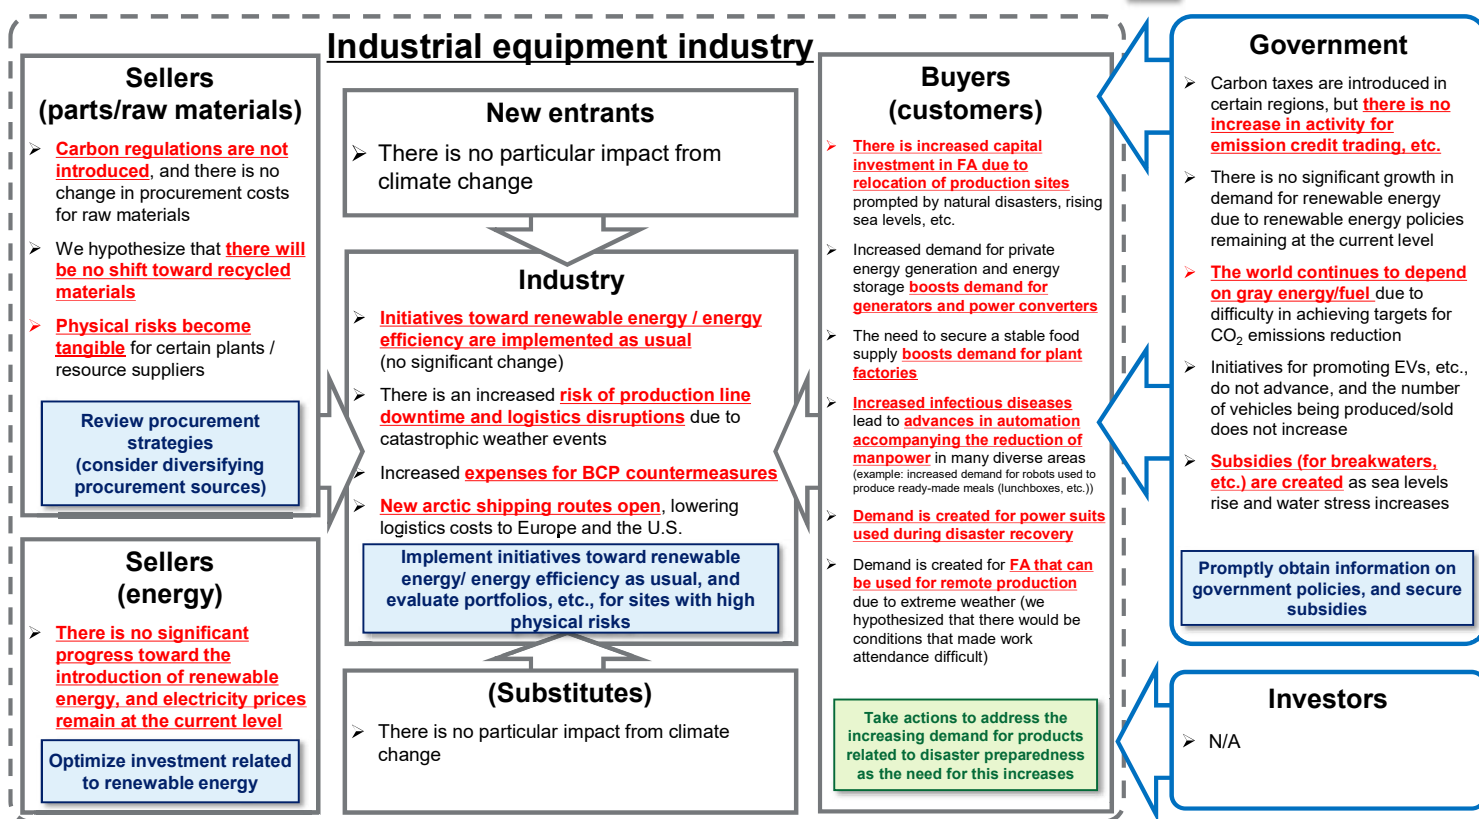 Industrial equipment industry
Sellers
(parts/raw materials)
➢ Carbon regulations are not
introduced, and there is no
change in procurement costs
for raw materials
➢ We hypothesize that there will
be no shift toward recycled
materials
➢ Physical risks become
tangible for certain plants /
resource suppliers
Review procurement
strategies
(consider diversifying
procurement sources)
Sellers
(energy)
➢ There is no significant
progress toward the
introduction of renewable
energy, and electricity prices
remain at the current level
Optimize investment related
to renewable energy
New entrants
➢ There is no particular impact from
climate change
Industry
➢ Initiatives toward renewable energy / energy
efficiency are implemented as usual
(no significant change)
➢ There is an increased risk of production line
downtime and logistics disruptions due to
catastrophic weather events
➢ Increased expenses for BCP countermeasures
➢ New arctic shipping routes open, lowering
logistics costs to Europe and the U.S.
Implement initiatives toward renewable
energy/ energy efficiency as usual, and
evaluate portfolios, etc., for sites with high
physical risks
(Substitutes)
➢ There is no particular impact from climate
change
Buyers
(customers)
➢ There is increased capital
investment in FA due to
relocation of production sites
prompted by natural disasters, rising
sea levels, etc.
➢ Increased demand for private
energy generation and energy
storage boosts demand for
generators and power converters
➢ The need to secure a stable food
supply boosts demand for plant
factories
➢ Increased infectious diseases
lead to advances in automation
accompanying the reduction of
manpower in many diverse areas
(example: increased demand for robots used to
produce ready-made meals (lunchboxes, etc.))
➢ Demand is created for power suits
used during disaster recovery
➢ Demand is created for FA that can
be used for remote production
due to extreme weather (we
hypothesized that there would be
conditions that made work
attendance difficult)
Take actions to address the
increasing demand for products
related to disaster preparedness
as the need for this increases
Government
➢ Carbon taxes are introduced in
certain regions, but there is no
increase in activity for
emission credit trading, etc.
➢ There is no significant growth in
demand for renewable energy
due to renewable energy policies
remaining at the current level
➢ The world continues to depend
on gray energy/fuel due to
difficulty in achieving targets for
CO₂ emissions reduction
➢ Initiatives for promoting EVs, etc.,
do not advance, and the number
of vehicles being produced/sold
does not increase
➢ Subsidies (for breakwaters,
etc.) are created as sea levels
rise and water stress increases
Promptly obtain information on
government policies, and secure
subsidies
Investors
➢ N/A